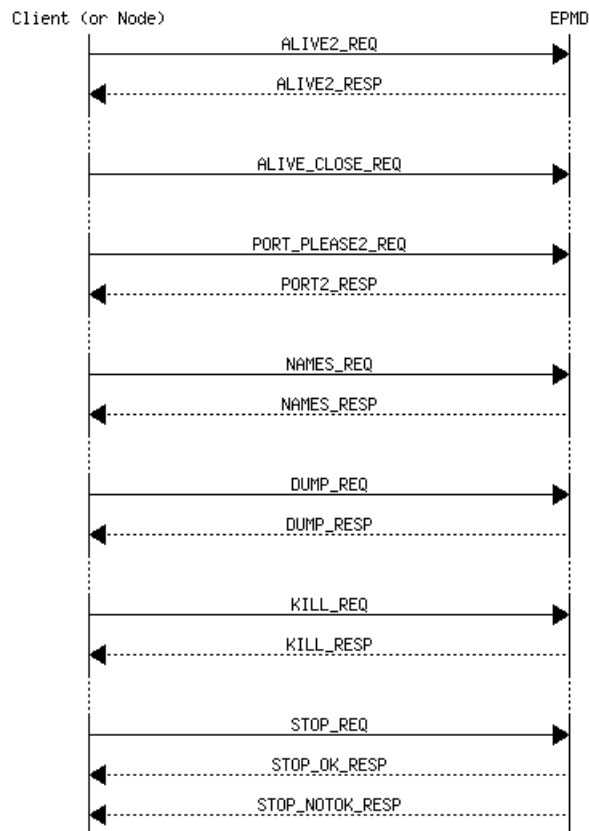 Client (or Node) EPMD
ALIVE2_REQ
ALIVE2_RESP
ALIVE_CLOSE_REQ
PORT_PLEASE2_REQ
PORT2_RESP
NAMES_REQ
NAMES_RESP
DUMP_REQ
DUMP_RESP
KILL_REQ
KILL_RESP
STOP_REQ
STOP_OK_RESP
STOP_NOTOK_RESP